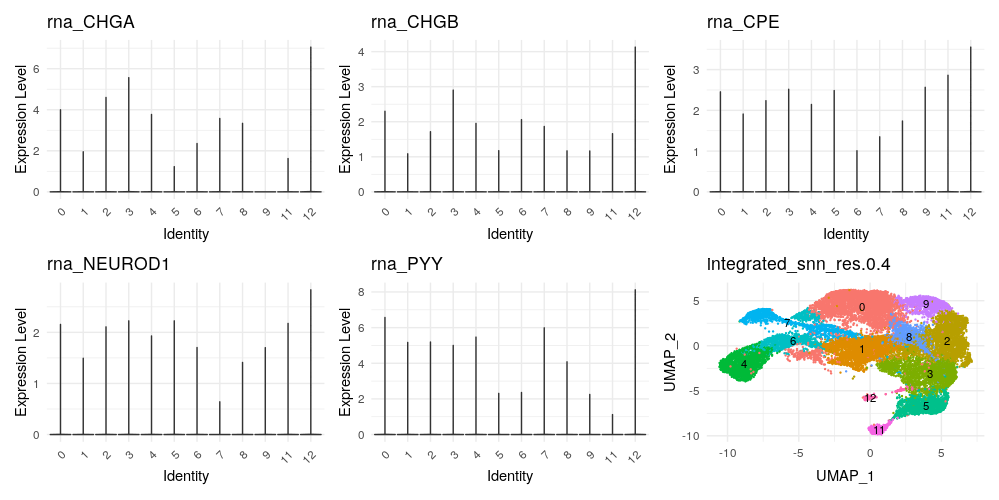 rna_CHGA
Expression Level
6
4
2
0
0 1 2 3 4 5 6 7 8 9 11 12
Identity
rna_CHGB
Expression Level
4
3
2
1
0
0 1 2 3 4 5 6 7 8 9 11 12
Identity
rna_CPE
Expression Level
3
2
1
0
0 1 2 3 4 5 6 7 8 9 11 12
Identity
rna_NEUROD1
Expression Level
2
1
0
0 1 2 3 4 5 6 7 8 9 11 12
Identity
rna_PYY
Expression Level
8
6
4
2
0
0 1 2 3 4 5 6 7 8 9 11 12
Identity
integrated_snn_res.0.4
UMAP_2
5
0
-5
-10
0
9
7
8
2
6
1
4
3
12
5
11
-10 -5 0 5
UMAP_1